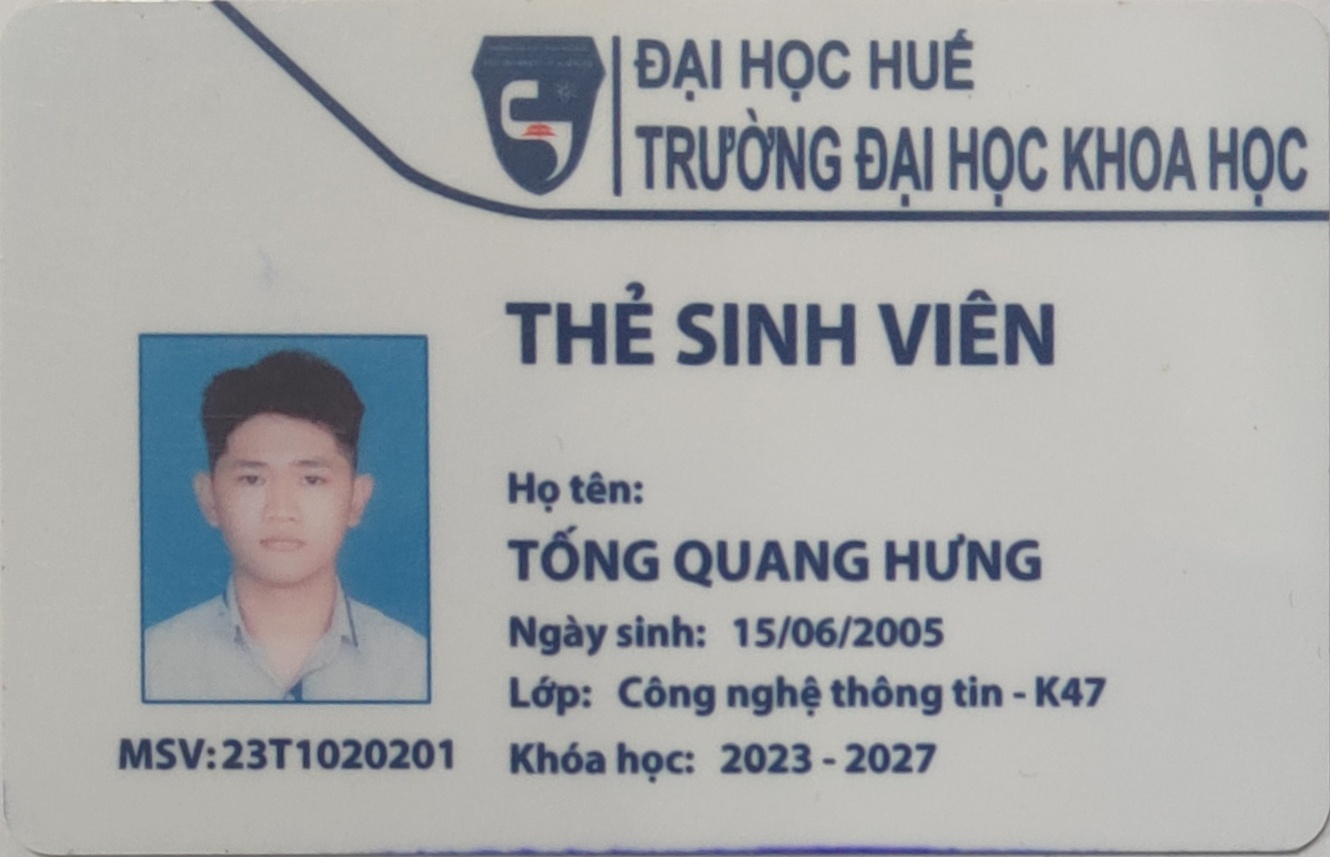 ĐẠI HỌC HUẾ
TRƯỜNG ĐẠI HỌC KHOA HỌC
THẺ SINH VIÊN
Họ tên:
TỐNG QUANG HƯNG
Ngày sinh: 15/06/2005
Lớp: Công nghệ thông tin - K47
Khóa học: 2023 - 2027
MSV: 23T1020201